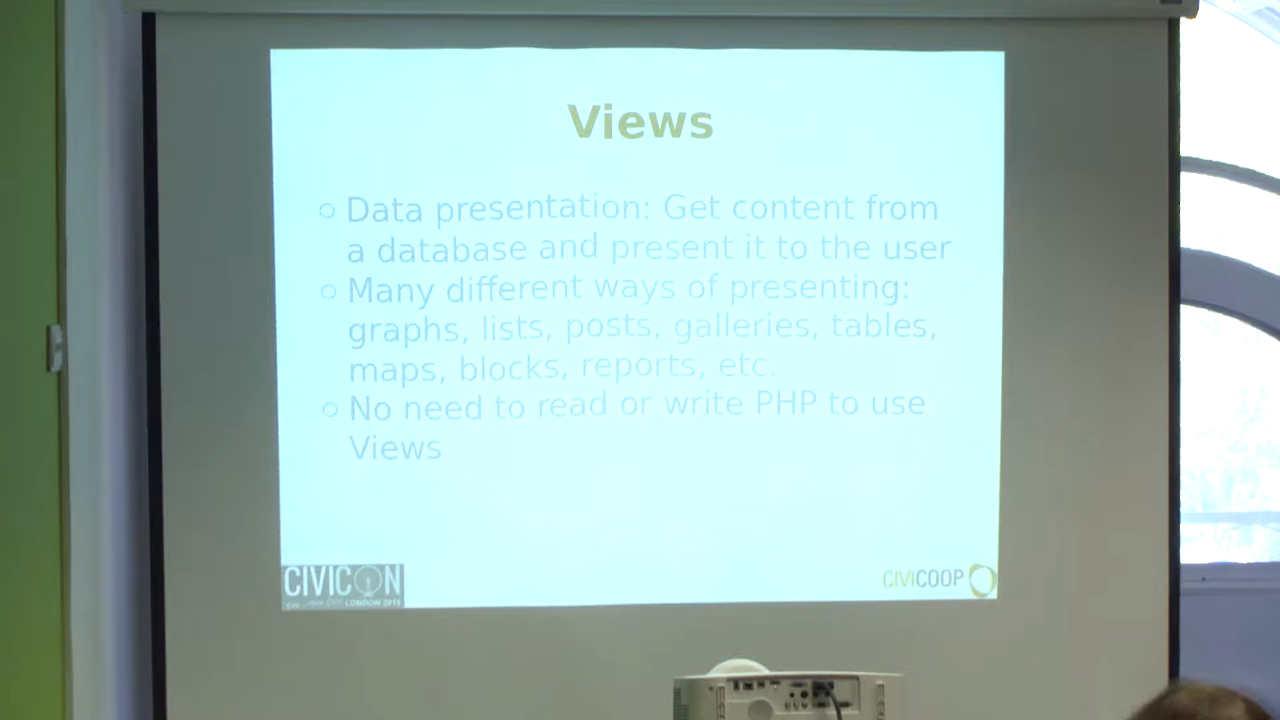 Views
○ Data presentation: Get content from
a database and present it to the user
○ Many different ways of presenting:
graphs, lists, posts, galleries, tables,
maps, blocks, reports, etc.
○ No need to read or write PHP to use
Views
CIVICON
LONDON 2015
CIVICOOP